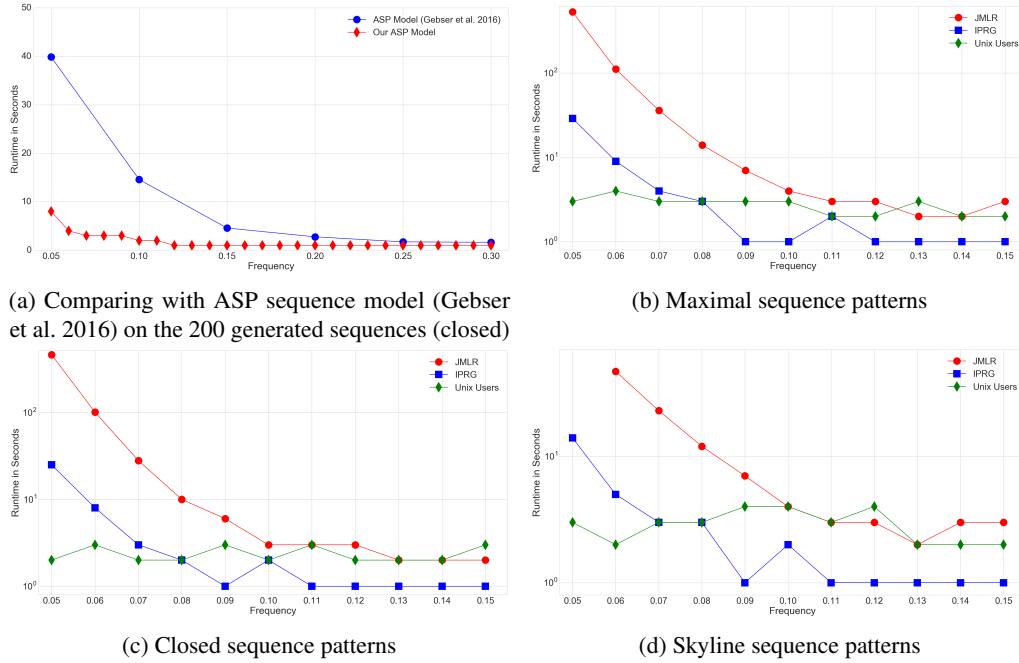 50
40
30
20
10
0
Runtime in Seconds
ASP Model (Gebser et al. 2016)
Our ASP Model
0.05 0.10 0.15 0.20 0.25 0.30
Frequency
(a) Comparing with ASP sequence model (Gebser
et al. 2016) on the 200 generated sequences (closed)
10²
10¹
10⁰
Runtime in Seconds
JMLR
IPRG
Unix Users
0.05 0.06 0.07 0.08 0.09 0.10 0.11 0.12 0.13 0.14 0.15
Frequency
(b) Maximal sequence patterns
10²
10¹
10⁰
Runtime in Seconds
JMLR
IPRG
Unix Users
0.05 0.06 0.07 0.08 0.09 0.10 0.11 0.12 0.13 0.14 0.15
Frequency
(c) Closed sequence patterns
10¹
10⁰
Runtime in Seconds
JMLR
IPRG
Unix Users
0.05 0.06 0.07 0.08 0.09 0.10 0.11 0.12 0.13 0.14 0.15
Frequency
(d) Skyline sequence patterns